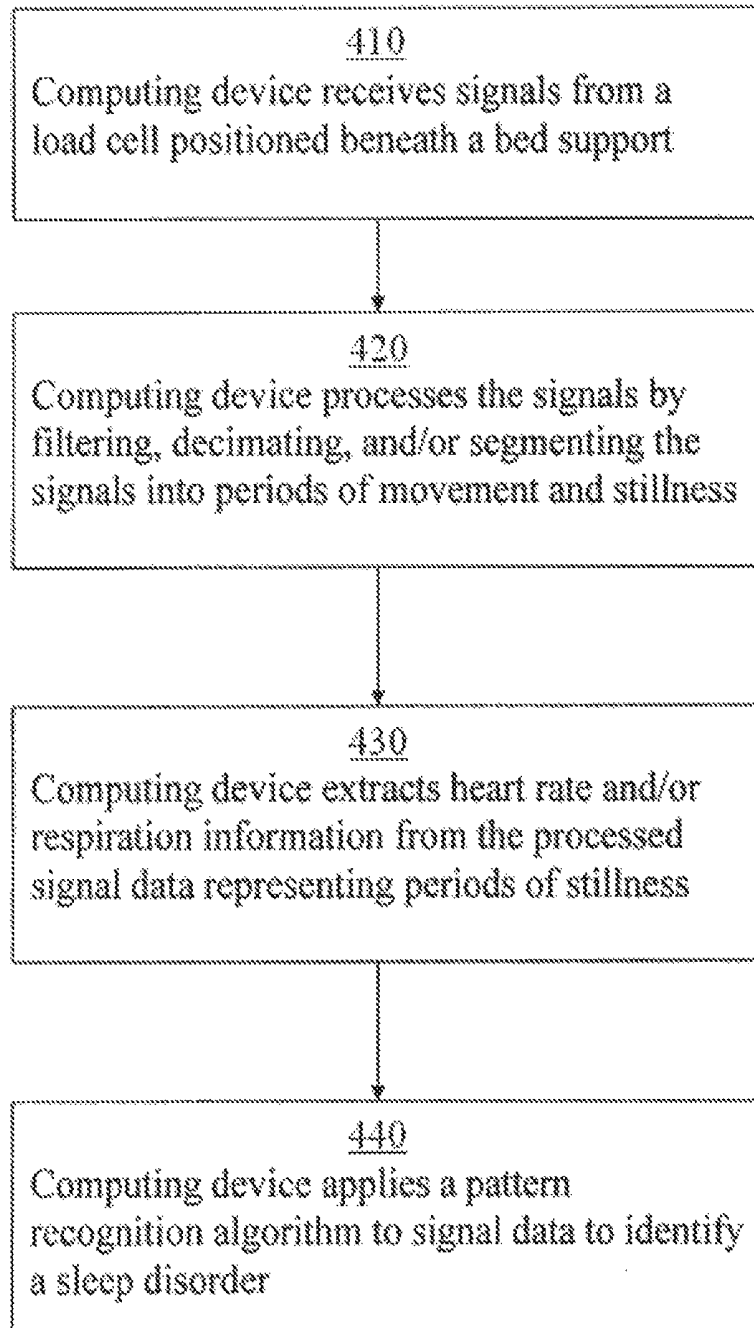 410
Computing device receives signals from a
load cell positioned beneath a bed support
420
Computing device processes the signals by
filtering, decimating, and/or segmenting the
signals into periods of movement and stillness
430
Computing device extracts heart rate and/or
respiration information from the processed
signal data representing periods of stillness
440
Computing device applies a pattern
recognition algorithm to signal data to identify
a sleep disorder